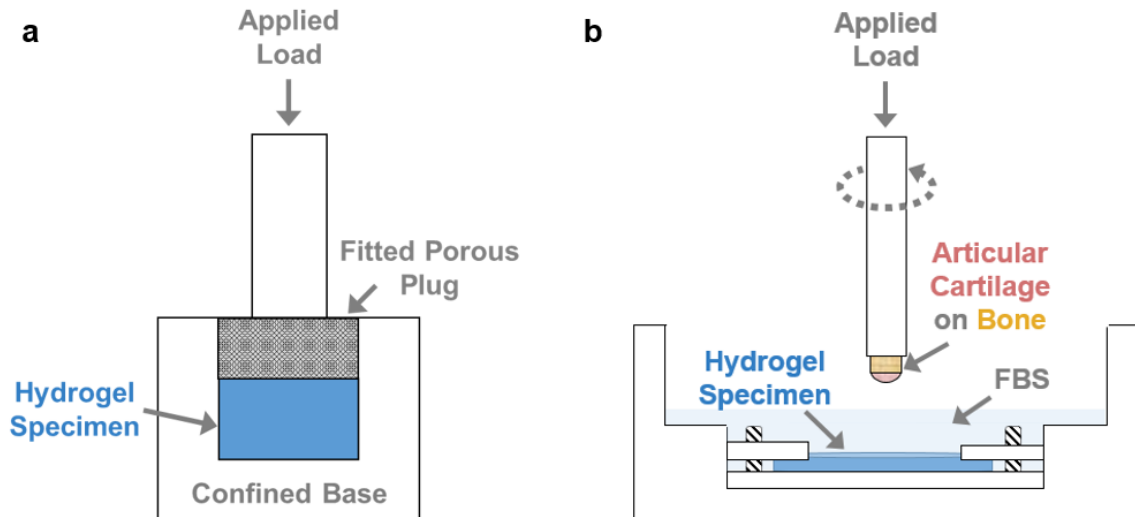 a
Applied
Load
Fitted Porous
Plug
Hydrogel
Specimen
Confined Base
b
Applied
Load
Articular
Cartilage
on Bone
Hydrogel
Specimen
FBS